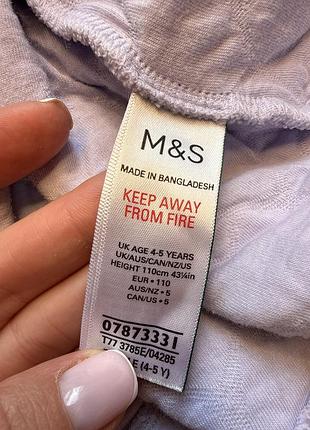 M&S
MADE IN BANGLADESH
KEEP AWAY
FROM FIRE
UK AGE 4-5 YEARS
UK/AUS/CAN/NZ/US
HEIGHT 110cm 43¼in
EUR • 110
AUS/NZ • 5
CAN/US • 5
07873331
T77 3785E/04285
E (4-5 Y)